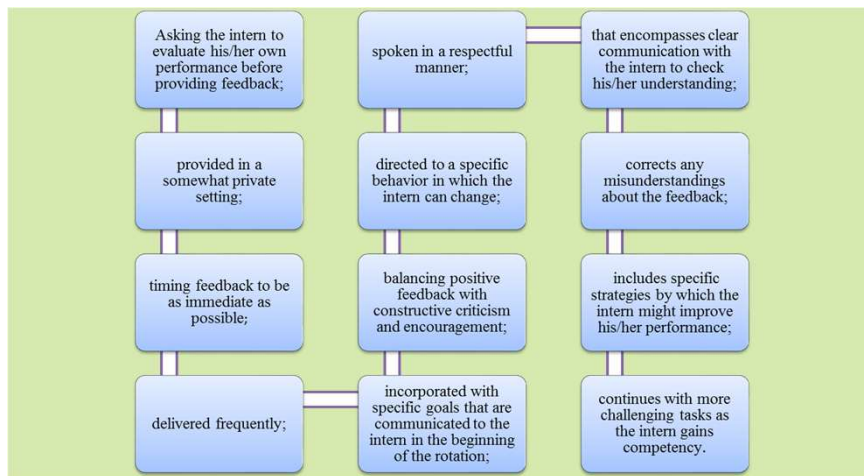 Asking the intern to
evaluate his/her own
performance before
providing feedback;
provided in a
somewhat private
setting;
timing feedback to be
as immediate as
possible;
delivered frequently;
incorporated with
specific goals that are
communicated to the
intern in the beginning
of the rotation;
balancing positive
feedback with
constructive criticism
and encouragement;
directed to a specific
behavior in which the
intern can change;
spoken in a respectful
manner;
that encompasses clear
communication with
the intern to check
his/her understanding;
corrects any
misunderstandings
about the feedback;
includes specific
strategies by which the
intern might improve
his/her performance;
continues with more
challenging tasks as
the intern gains
competency.